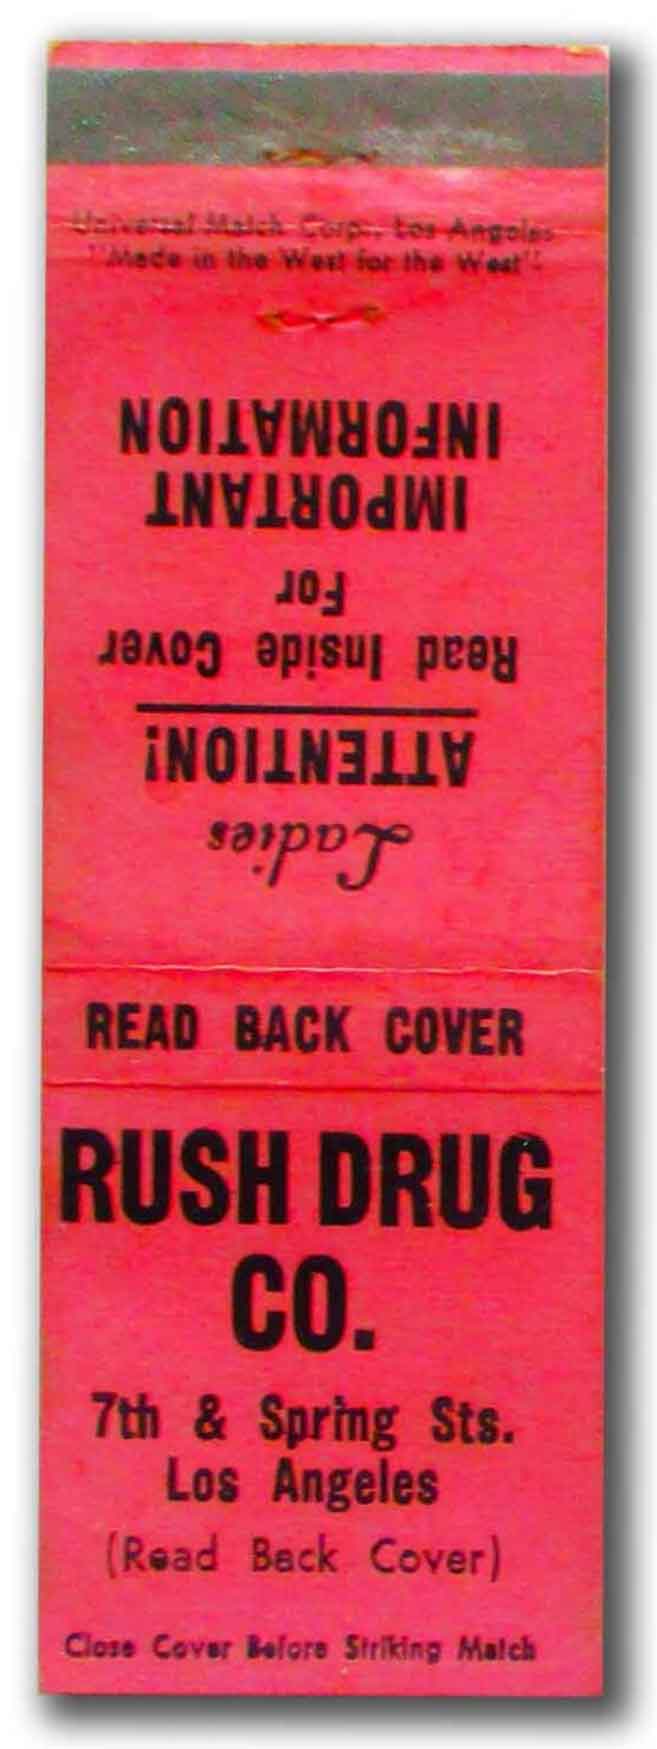 Universal Match Corp., Los Angeles
"Made in the West for the West"
Ladies
ATTENTION!
Read Inside Cover
For
IMPORTANT
INFORMATION
READ BACK COVER
RUSH DRUG
CO.
7th & Spring Sts.
Los Angeles
(Read Back Cover)
Close Cover Before Striking Match